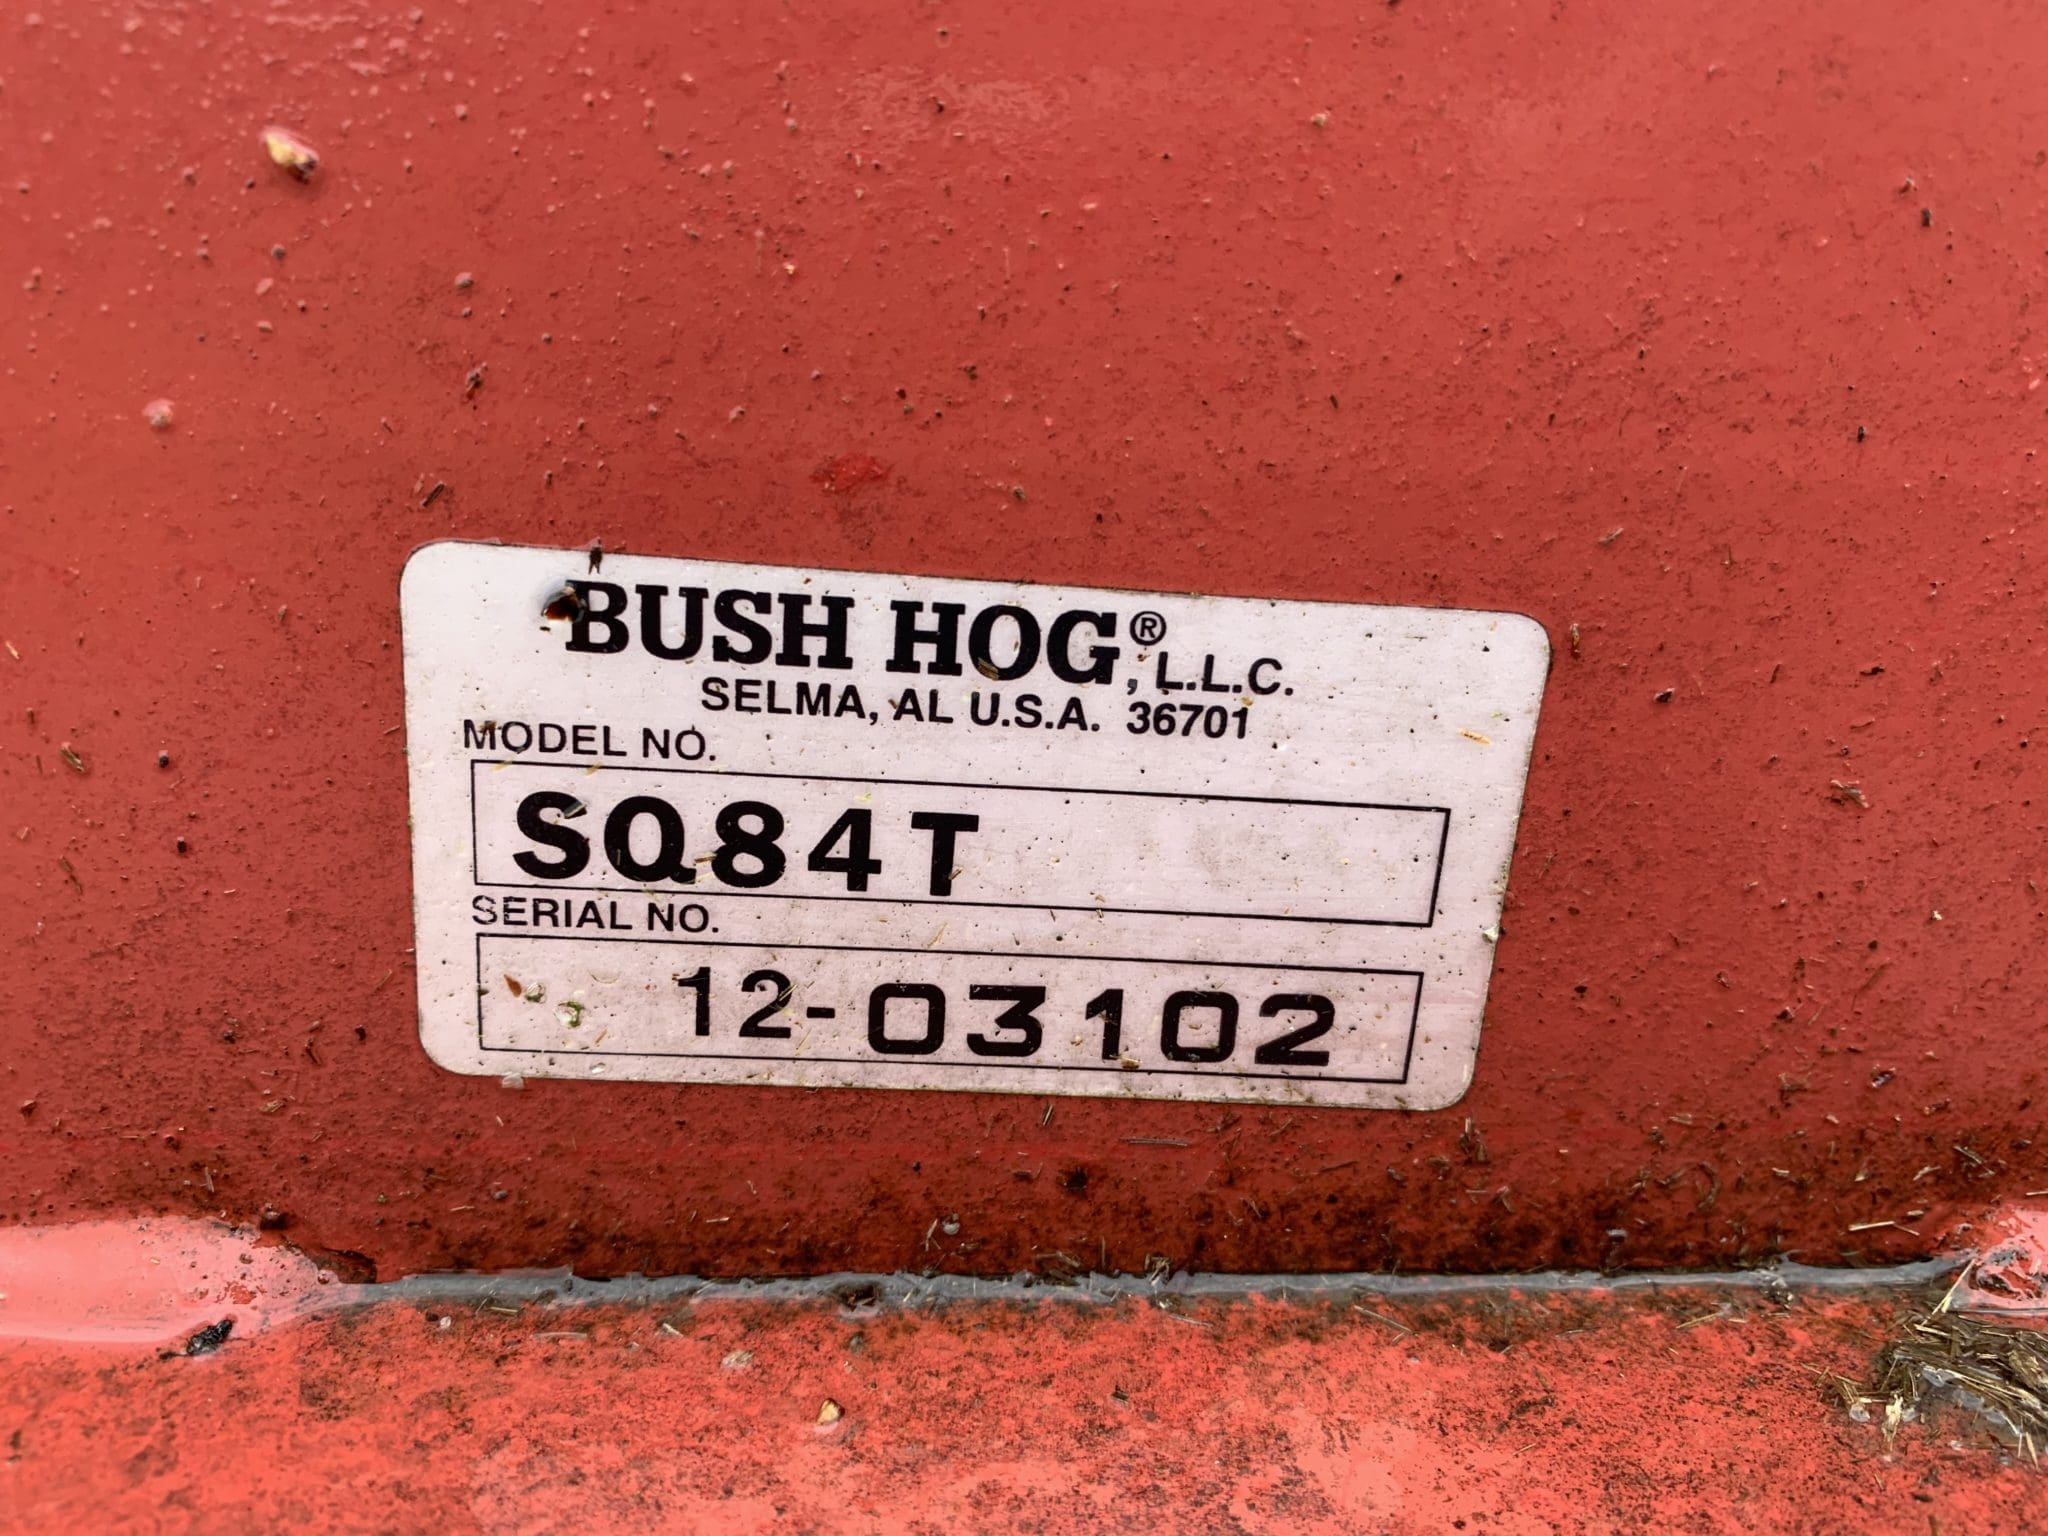 BUSH HOG®, L.L.C.
SELMA, AL U.S.A. 36701
MODEL NO.
SQ84T
SERIAL NO.
12-03102